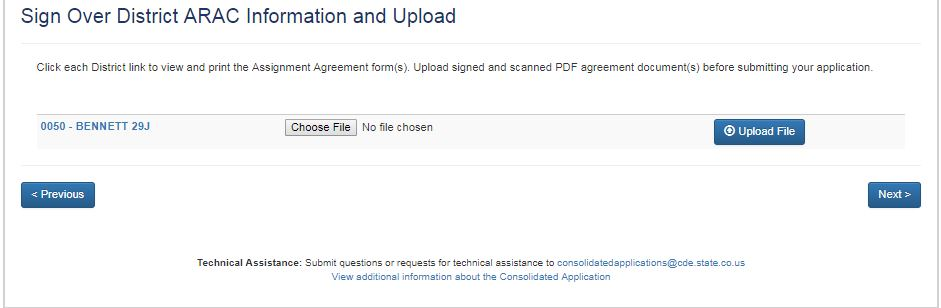 Sign Over District ARAC Information and Upload
Click each District link to view and print the Assignment Agreement form(s). Upload signed and scanned PDF agreement document(s) before submitting your application.
0050 - BENNETT 29J Choose File No file chosen Upload File
< Previous Next >
Technical Assistance: Submit questions or requests for technical assistance to consolidatedapplications@cde.state.co.us
View additional information about the Consolidated Application